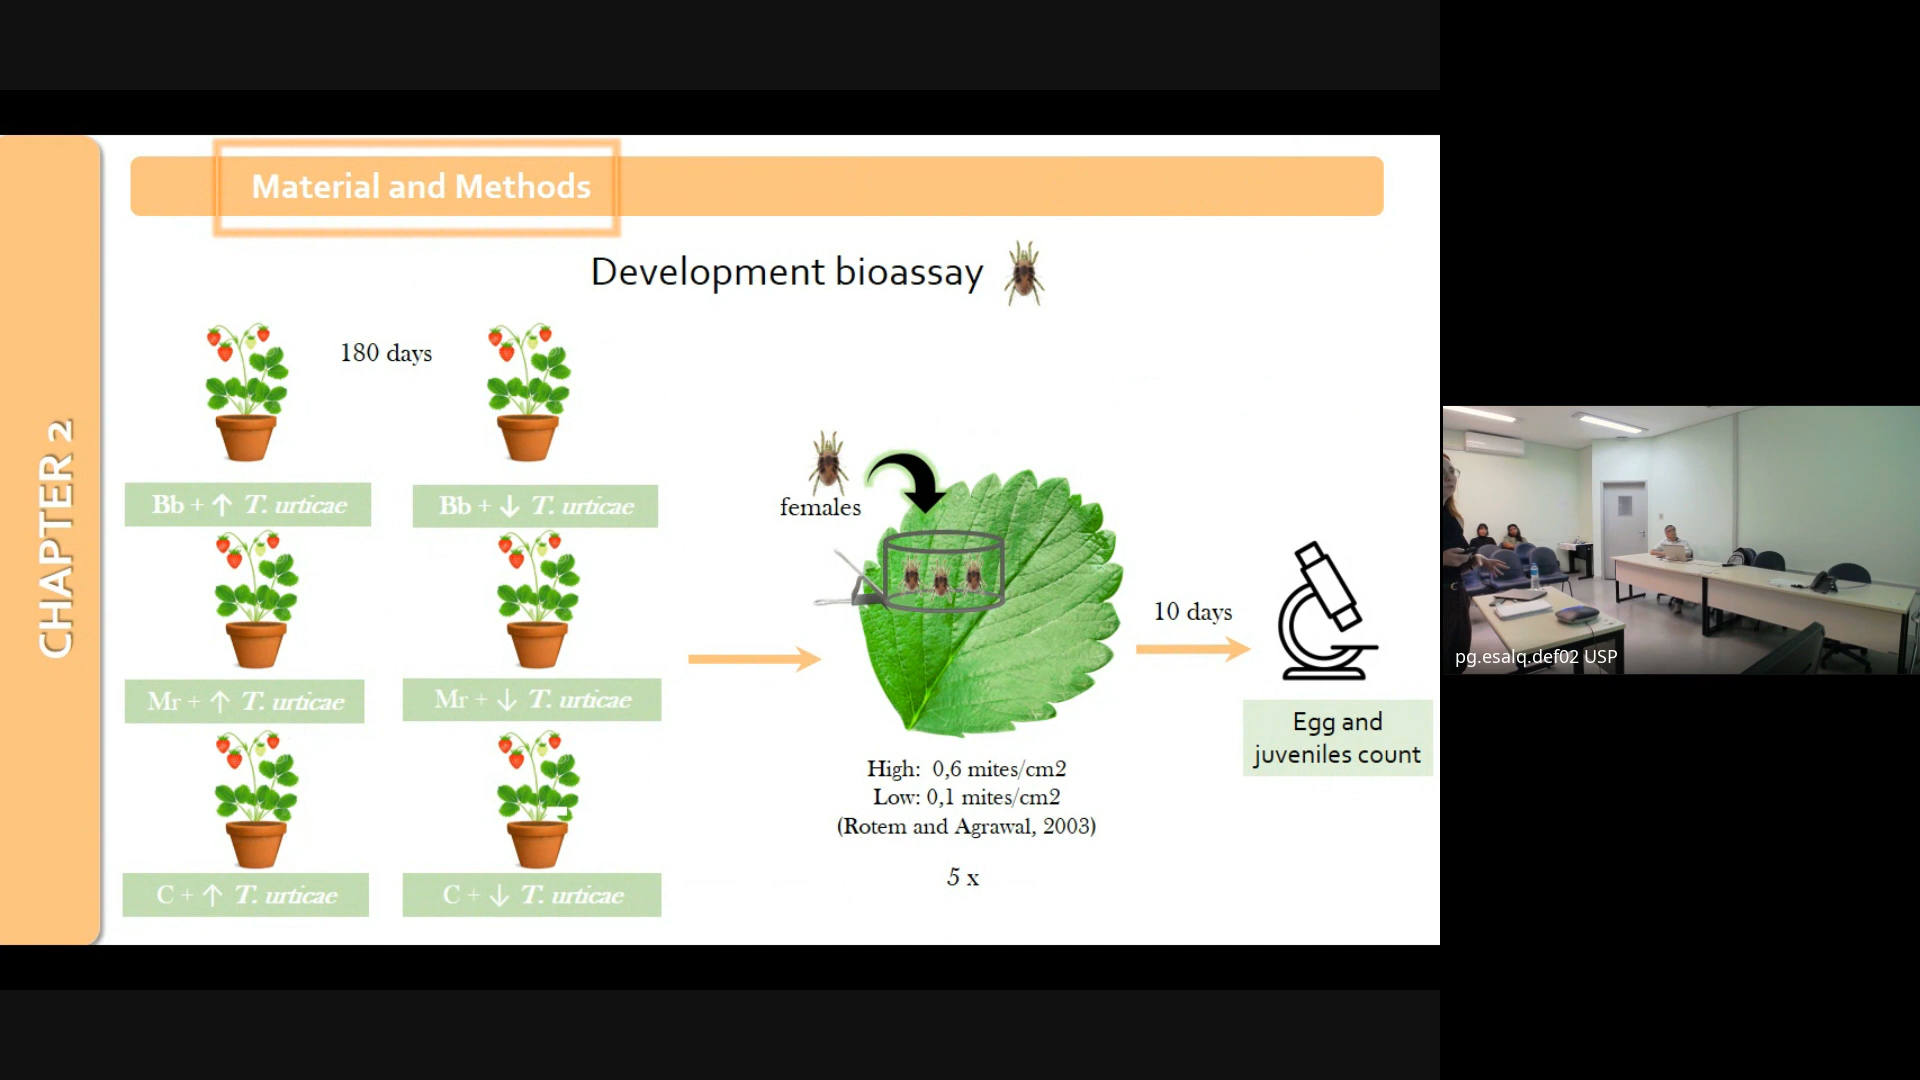 CHAPTER 2
Material and Methods
Development bioassay
180 days
Bb + ↑ T. urticae
Bb + ↓ T. urticae
Mr + ↑ T. urticae
Mr + ↓ T. urticae
C + ↑ T. urticae
C + ↓ T. urticae
females
High: 0,6 mites/cm2
Low: 0,1 mites/cm2
(Rotem and Agrawal, 2003)
5 x
10 days
Egg and
juveniles count
pg.esalq.def02 USP